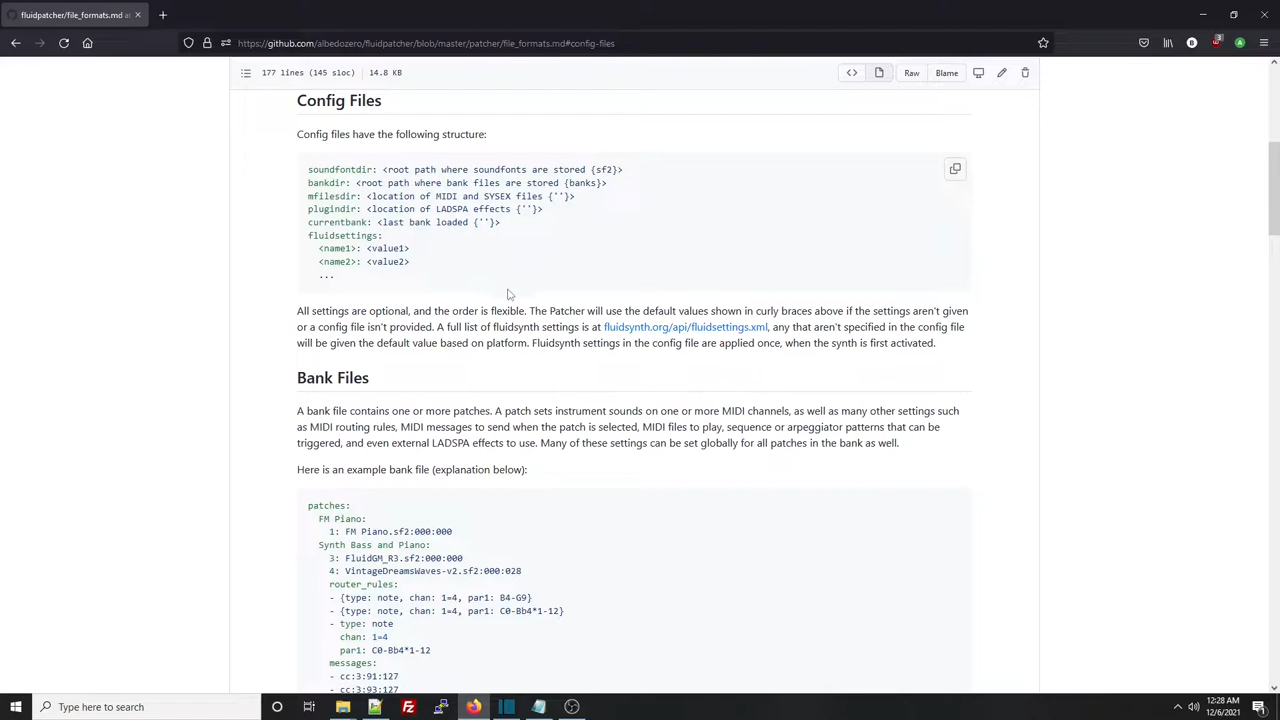 fluidpatcher/file_formats.md a
https://github.com/albedozero/fluidpatcher/blob/master/patcher/file_formats.md#config-files
3
177 lines (145 sloc) 14.8 KB
Raw
Blame
Config Files
Config files have the following structure:
soundfontdir: <root path where soundfonts are stored {sf2}>
bankdir: <root path where bank files are stored {banks}>
mfilesdir: <location of MIDI and SYSEX files {''}>
plugindir: <location of LADSPA effects {''}>
currentbank: <last bank loaded {''}>
fluidsettings:
<name1>: <value1>
<name2>: <value2>
...
All settings are optional, and the order is flexible. The Patcher will use the default values shown in curly braces above if the settings aren't given
or a config file isn't provided. A full list of fluidsynth settings is at fluidsynth.org/api/fluidsettings.xml, any that aren't specified in the config file
will be given the default value based on platform. Fluidsynth settings in the config file are applied once, when the synth is first activated.
Bank Files
A bank file contains one or more patches. A patch sets instrument sounds on one or more MIDI channels, as well as many other settings such
as MIDI routing rules, MIDI messages to send when the patch is selected, MIDI files to play, sequence or arpeggiator patterns that can be
triggered, and even external LADSPA effects to use. Many of these settings can be set globally for all patches in the bank as well.
Here is an example bank file (explanation below):
patches:
FM Piano:
1: FM Piano.sf2:000:000
Synth Bass and Piano:
3: FluidGM_R3.sf2:000:000
4: VintageDreamsWaves-v2.sf2:000:028
router_rules:
- {type: note, chan: 1=4, par1: B4-G9}
- {type: note, chan: 1=4, par1: C0-Bb4*1-12}
- type: note
chan: 1=4
par1: C0-Bb4*1-12
messages:
- cc:3:91:127
- cc:3:93:127
Type here to search
12:28 AM
12/6/2021